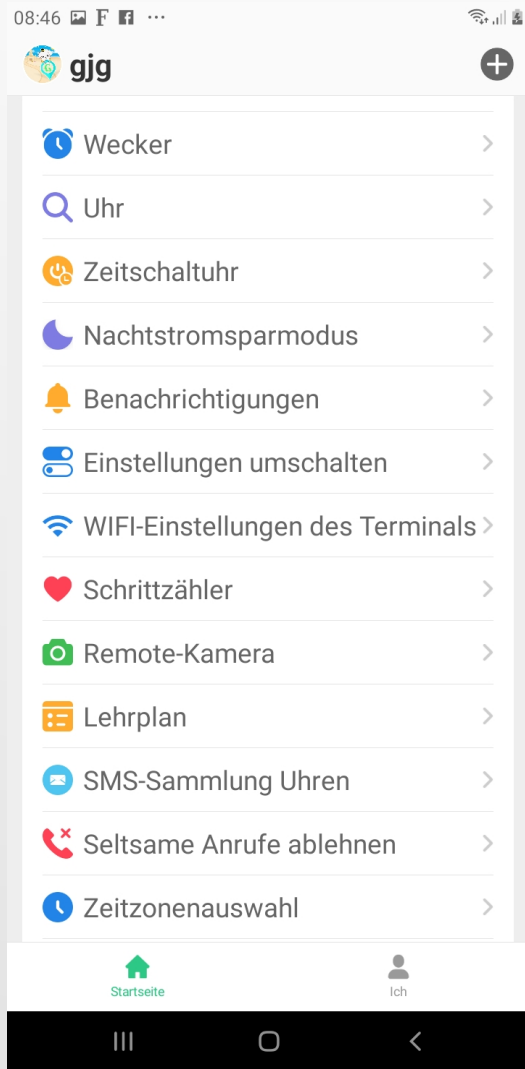 08:46
gjg
Wecker
Uhr
Zeitschaltuhr
Nachtstromsparmodus
Benachrichtigungen
Einstellungen umschalten
WIFI-Einstellungen des Terminals
Schrittzähler
Remote-Kamera
Lehrplan
SMS-Sammlung Uhren
Seltsame Anrufe ablehnen
Zeitzonenauswahl
Startseite
Ich